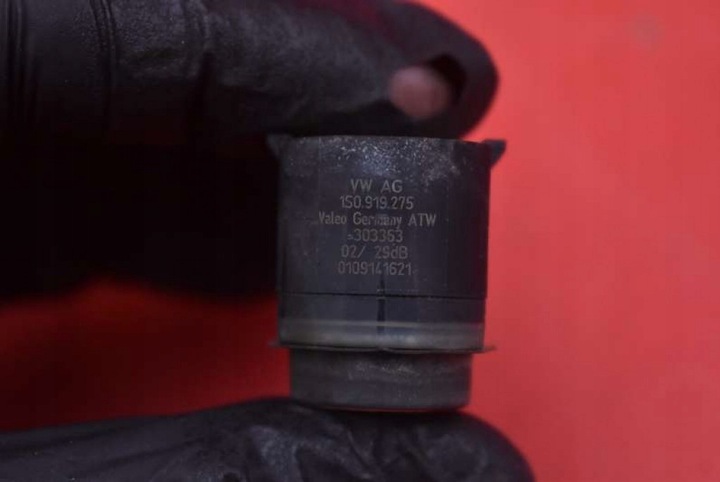 VW AG
1S0.919.275
Valeo Germany ATW
303353
02/ 29dB
0109141621